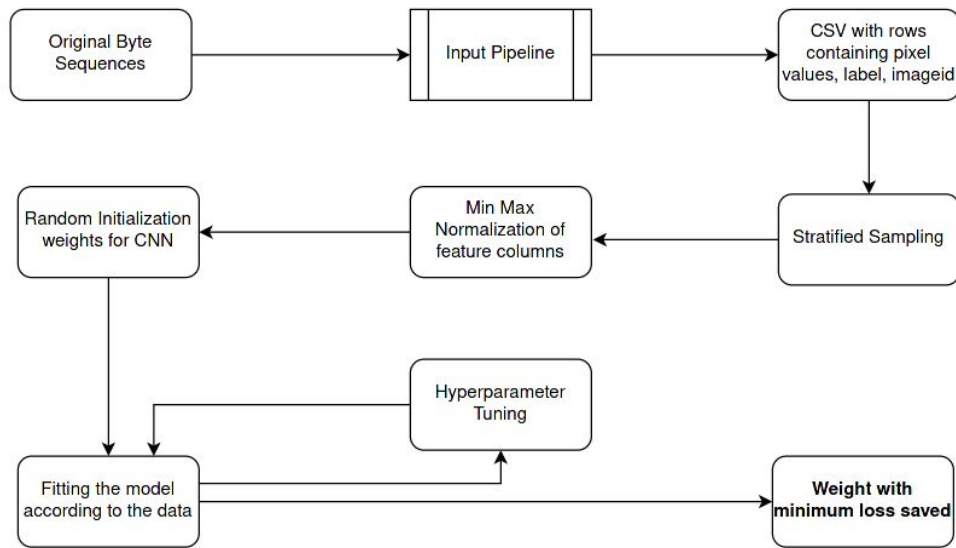 Original Byte
Sequences
Input Pipeline
CSV with rows
containing pixel
values, label, imageid
Random Initialization
weights for CNN
Min Max
Normalization of
feature columns
Stratified Sampling
Hyperparameter
Tuning
Fitting the model
according to the data
Weight with
minimum loss saved